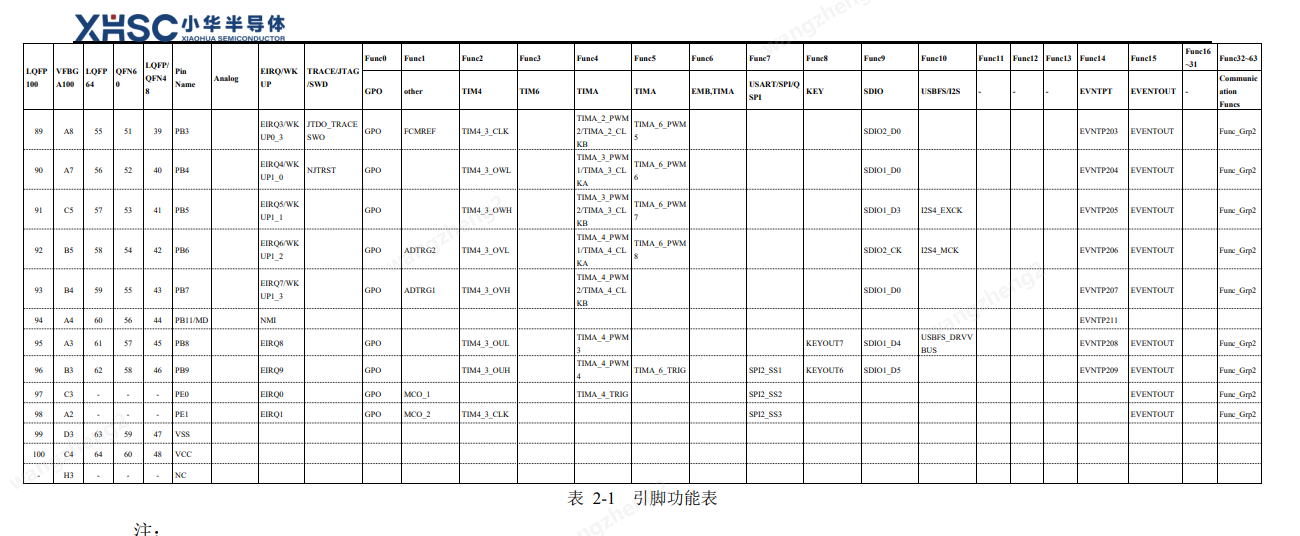 XHSC 小华半导体
XIAOHUA SEMICONDUCTOR
LQFP100 VFBGA100 LQFP64 QFN60 LQFP/QFN48 Pin Name Analog EIRQ/WKUP TRACE/JTAG/SWD Func0 Func1 Func2 Func3 Func4 Func5 Func6 Func7 Func8 Func9 Func10 Func11 Func12 Func13 Func14 Func15 Func16~31 Func32~63
GPO other TIM4 TIM6 TIMA TIMA EMB,TIMA USART/SPI/QSPI KEY SDIO USBFS/I2S - - - EVNTPT EVENTOUT - Communication Funcs
89 A8 55 51 39 PB3 EIRQ3/WKUP0_3 JTDO_TRACESWO GPO FCMREF TIM4_3_CLK TIMA_2_PWM2/TIMA_2_CLKB TIMA_6_PWM5 SDIO2_D0 EVNTP203 EVENTOUT Func_Grp2
90 A7 56 52 40 PB4 EIRQ4/WKUP1_0 NJTRST GPO TIM4_3_OWL TIMA_3_PWM1/TIMA_3_CLKA TIMA_6_PWM6 SDIO1_D0 EVNTP204 EVENTOUT Func_Grp2
91 C5 57 53 41 PB5 EIRQ5/WKUP1_1 GPO TIM4_3_OWH TIMA_3_PWM2/TIMA_3_CLKB TIMA_6_PWM7 SDIO1_D3 I2S4_EXCK EVNTP205 EVENTOUT Func_Grp2
92 B5 58 54 42 PB6 EIRQ6/WKUP1_2 GPO ADTRG2 TIM4_3_OVL TIMA_4_PWM1/TIMA_4_CLKA TIMA_6_PWM8 SDIO2_CK I2S4_MCK EVNTP206 EVENTOUT Func_Grp2
93 B4 59 55 43 PB7 EIRQ7/WKUP1_3 GPO ADTRG1 TIM4_3_OVH TIMA_4_PWM2/TIMA_4_CLKB SDIO1_D0 EVNTP207 EVENTOUT Func_Grp2
94 A4 60 56 44 PB11/MD NMI EVNTP211
95 A3 61 57 45 PB8 EIRQ8 GPO TIM4_3_OUL TIMA_4_PWM3 KEYOUT7 SDIO1_D4 USBFS_DRVVBUS EVNTP208 EVENTOUT Func_Grp2
96 B3 62 58 46 PB9 EIRQ9 GPO TIM4_3_OUH TIMA_4_PWM4 TIMA_6_TRIG SPI2_SS1 KEYOUT6 SDIO1_D5 EVNTP209 EVENTOUT Func_Grp2
97 C3 - - - PE0 EIRQ0 GPO MCO_1 TIMA_4_TRIG SPI2_SS2 EVENTOUT Func_Grp2
98 A2 - - - PE1 EIRQ1 GPO MCO_2 TIM4_3_CLK SPI2_SS3 EVENTOUT Func_Grp2
99 D3 63 59 47 VSS
100 C4 64 60 48 VCC
- H3 - - - NC
表 2-1 引脚功能表
注:
wangzheng2